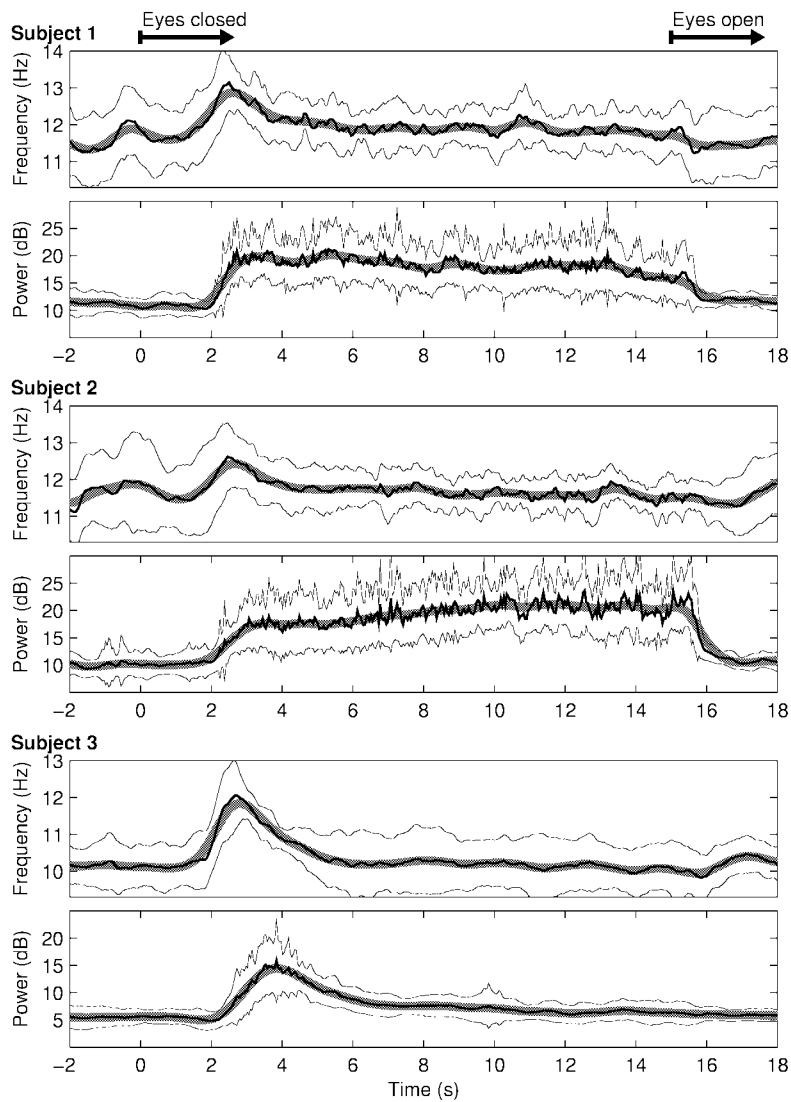 Eyes closed
Eyes open
Subject 1
Frequency (Hz)
14
13
12
11
Power (dB)
25
20
15
10
−2 0 2 4 6 8 10 12 14 16 18
Subject 2
Frequency (Hz)
14
13
12
11
Power (dB)
25
20
15
10
−2 0 2 4 6 8 10 12 14 16 18
Subject 3
Frequency (Hz)
13
12
11
10
Power (dB)
20
15
10
5
−2 0 2 4 6 8 10 12 14 16 18
Time (s)